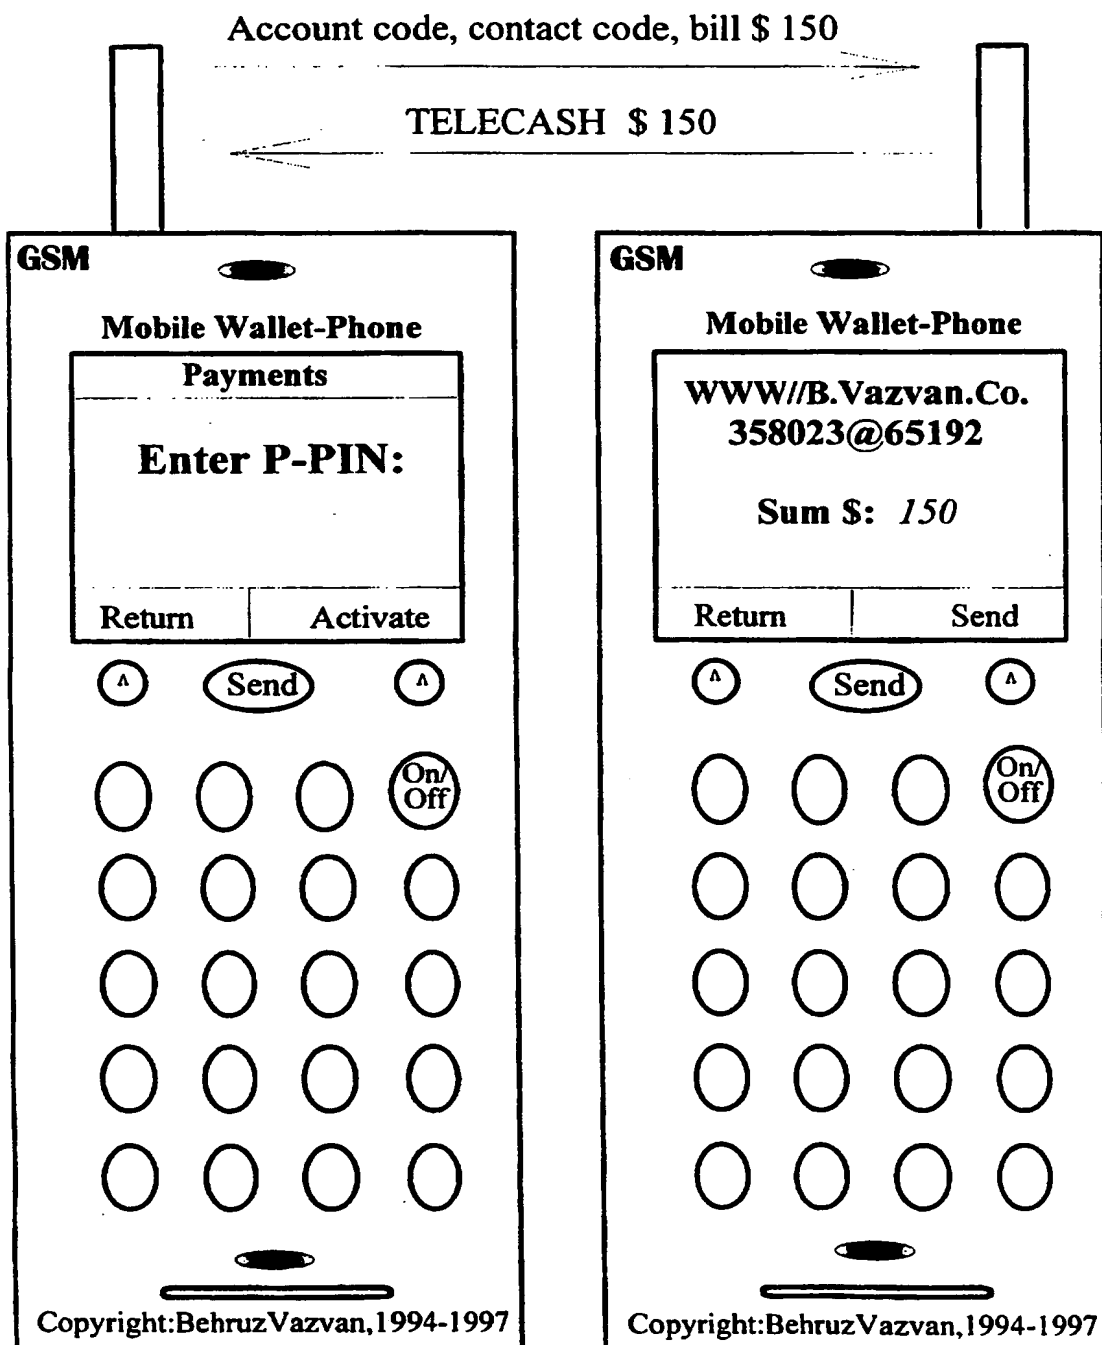 Account code, contact code, bill $ 150
TELECASH $ 150
GSM
Mobile Wallet-Phone
Payments
Enter P-PIN:
Return Activate
^ Send ^
On/
Off
Copyright:BehruzVazvan,1994-1997
GSM
Mobile Wallet-Phone
WWW//B.Vazvan.Co.
358023@65192
Sum $: 150
Return Send
^ Send ^
On/
Off
Copyright:BehruzVazvan,1994-1997